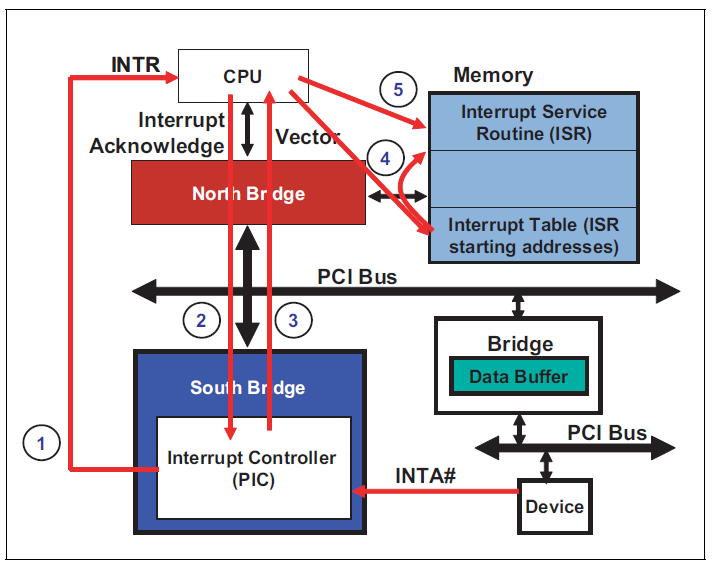 INTR
CPU
Interrupt
Acknowledge
Vector
North Bridge
5
4
Memory
Interrupt Service
Routine (ISR)
Interrupt Table (ISR
starting addresses)
PCI Bus
2
3
South Bridge
1
Interrupt Controller
(PIC)
Bridge
Data Buffer
PCI Bus
INTA#
Device